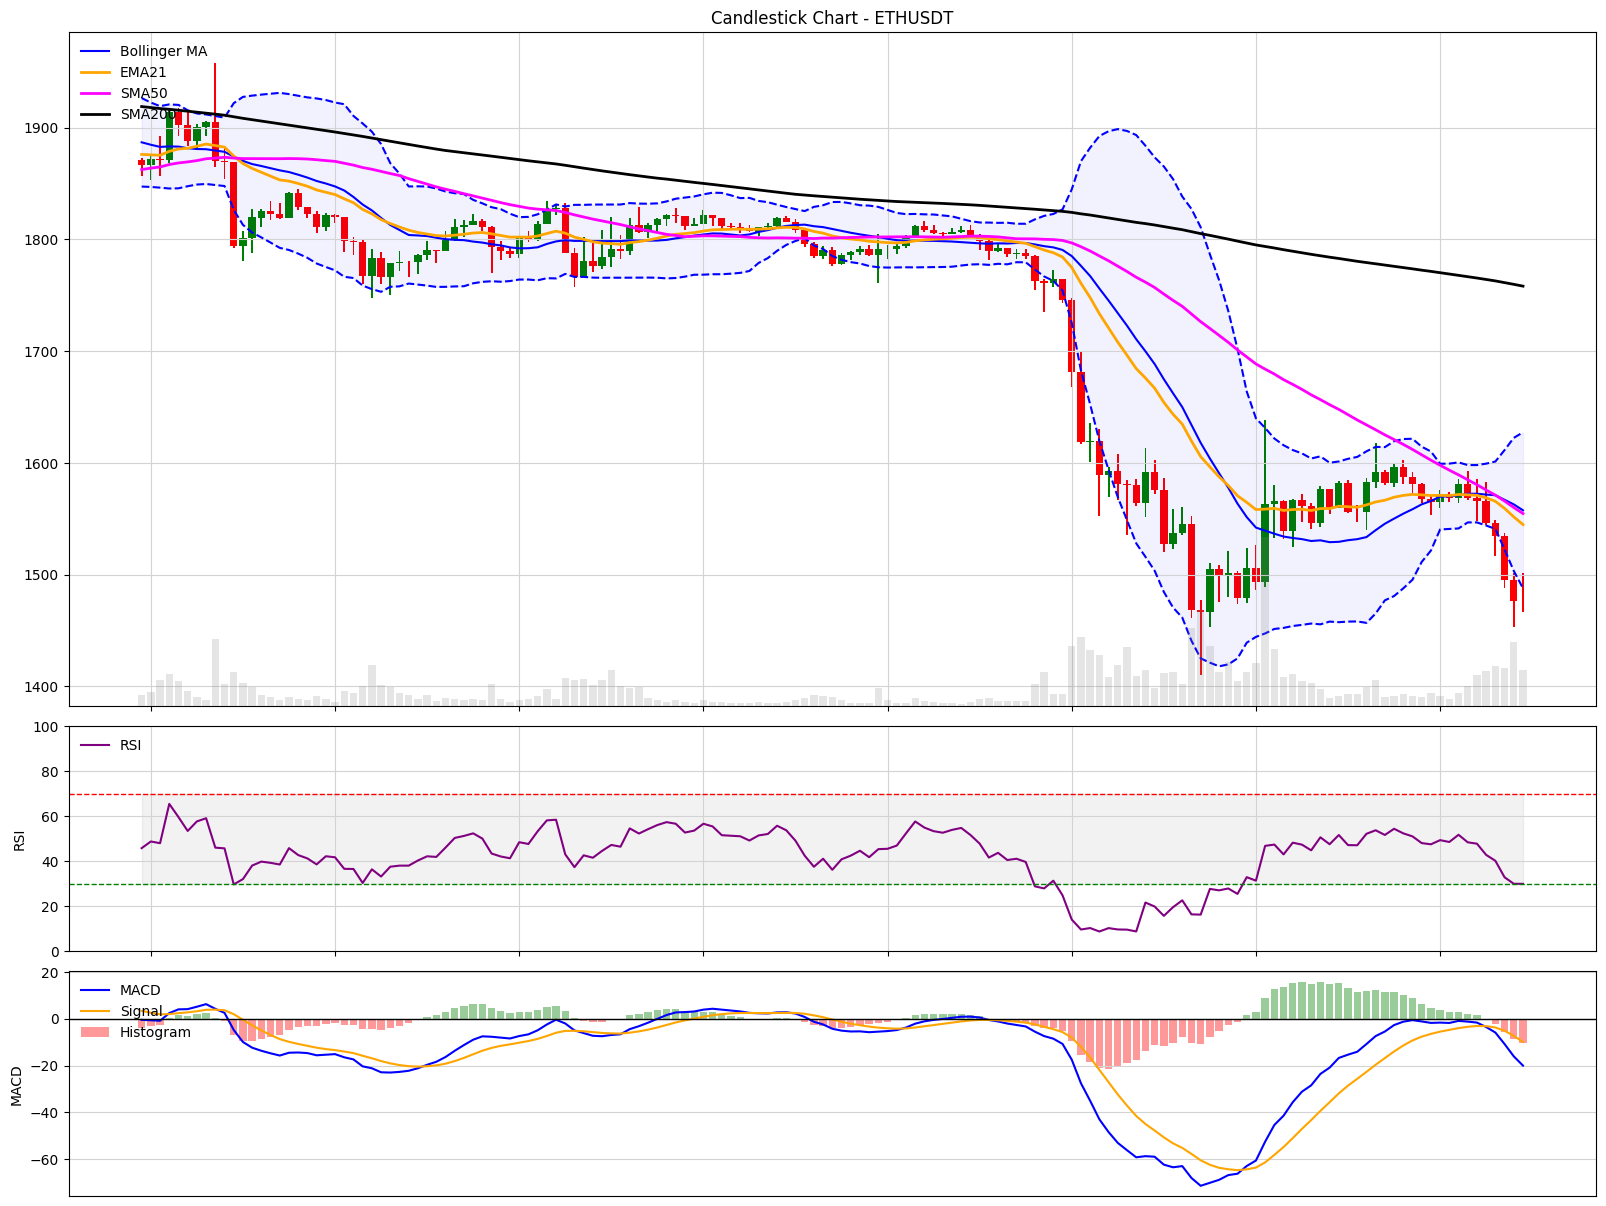 Candlestick Chart - ETHUSDT
Bollinger MA
EMA21
SMA50
SMA200
1900
1800
1700
1600
1500
1400
100
80
60
40
20
0
RSI
RSI
20
0
−20
−40
−60
MACD
MACD
Signal
Histogram